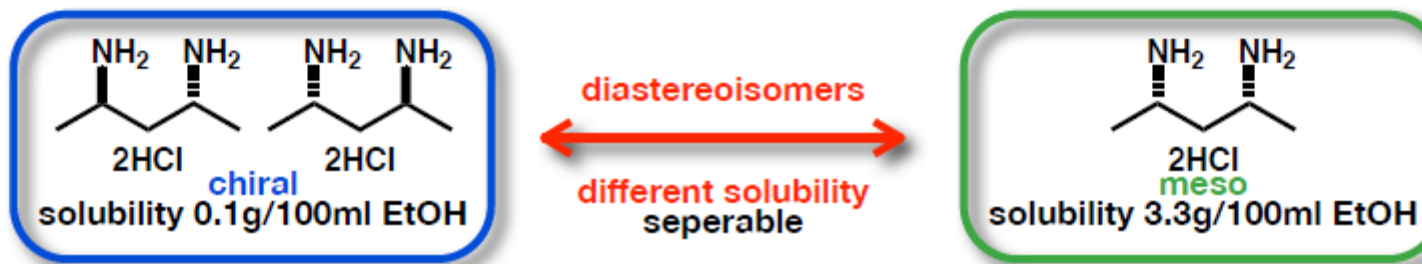 NH2 NH2 NH2 NH2
2HCl 2HCl
chiral
solubility 0.1g/100ml EtOH
diastereoisomers
different solubility
seperable
NH2 NH2
2HCl
meso
solubility 3.3g/100ml EtOH